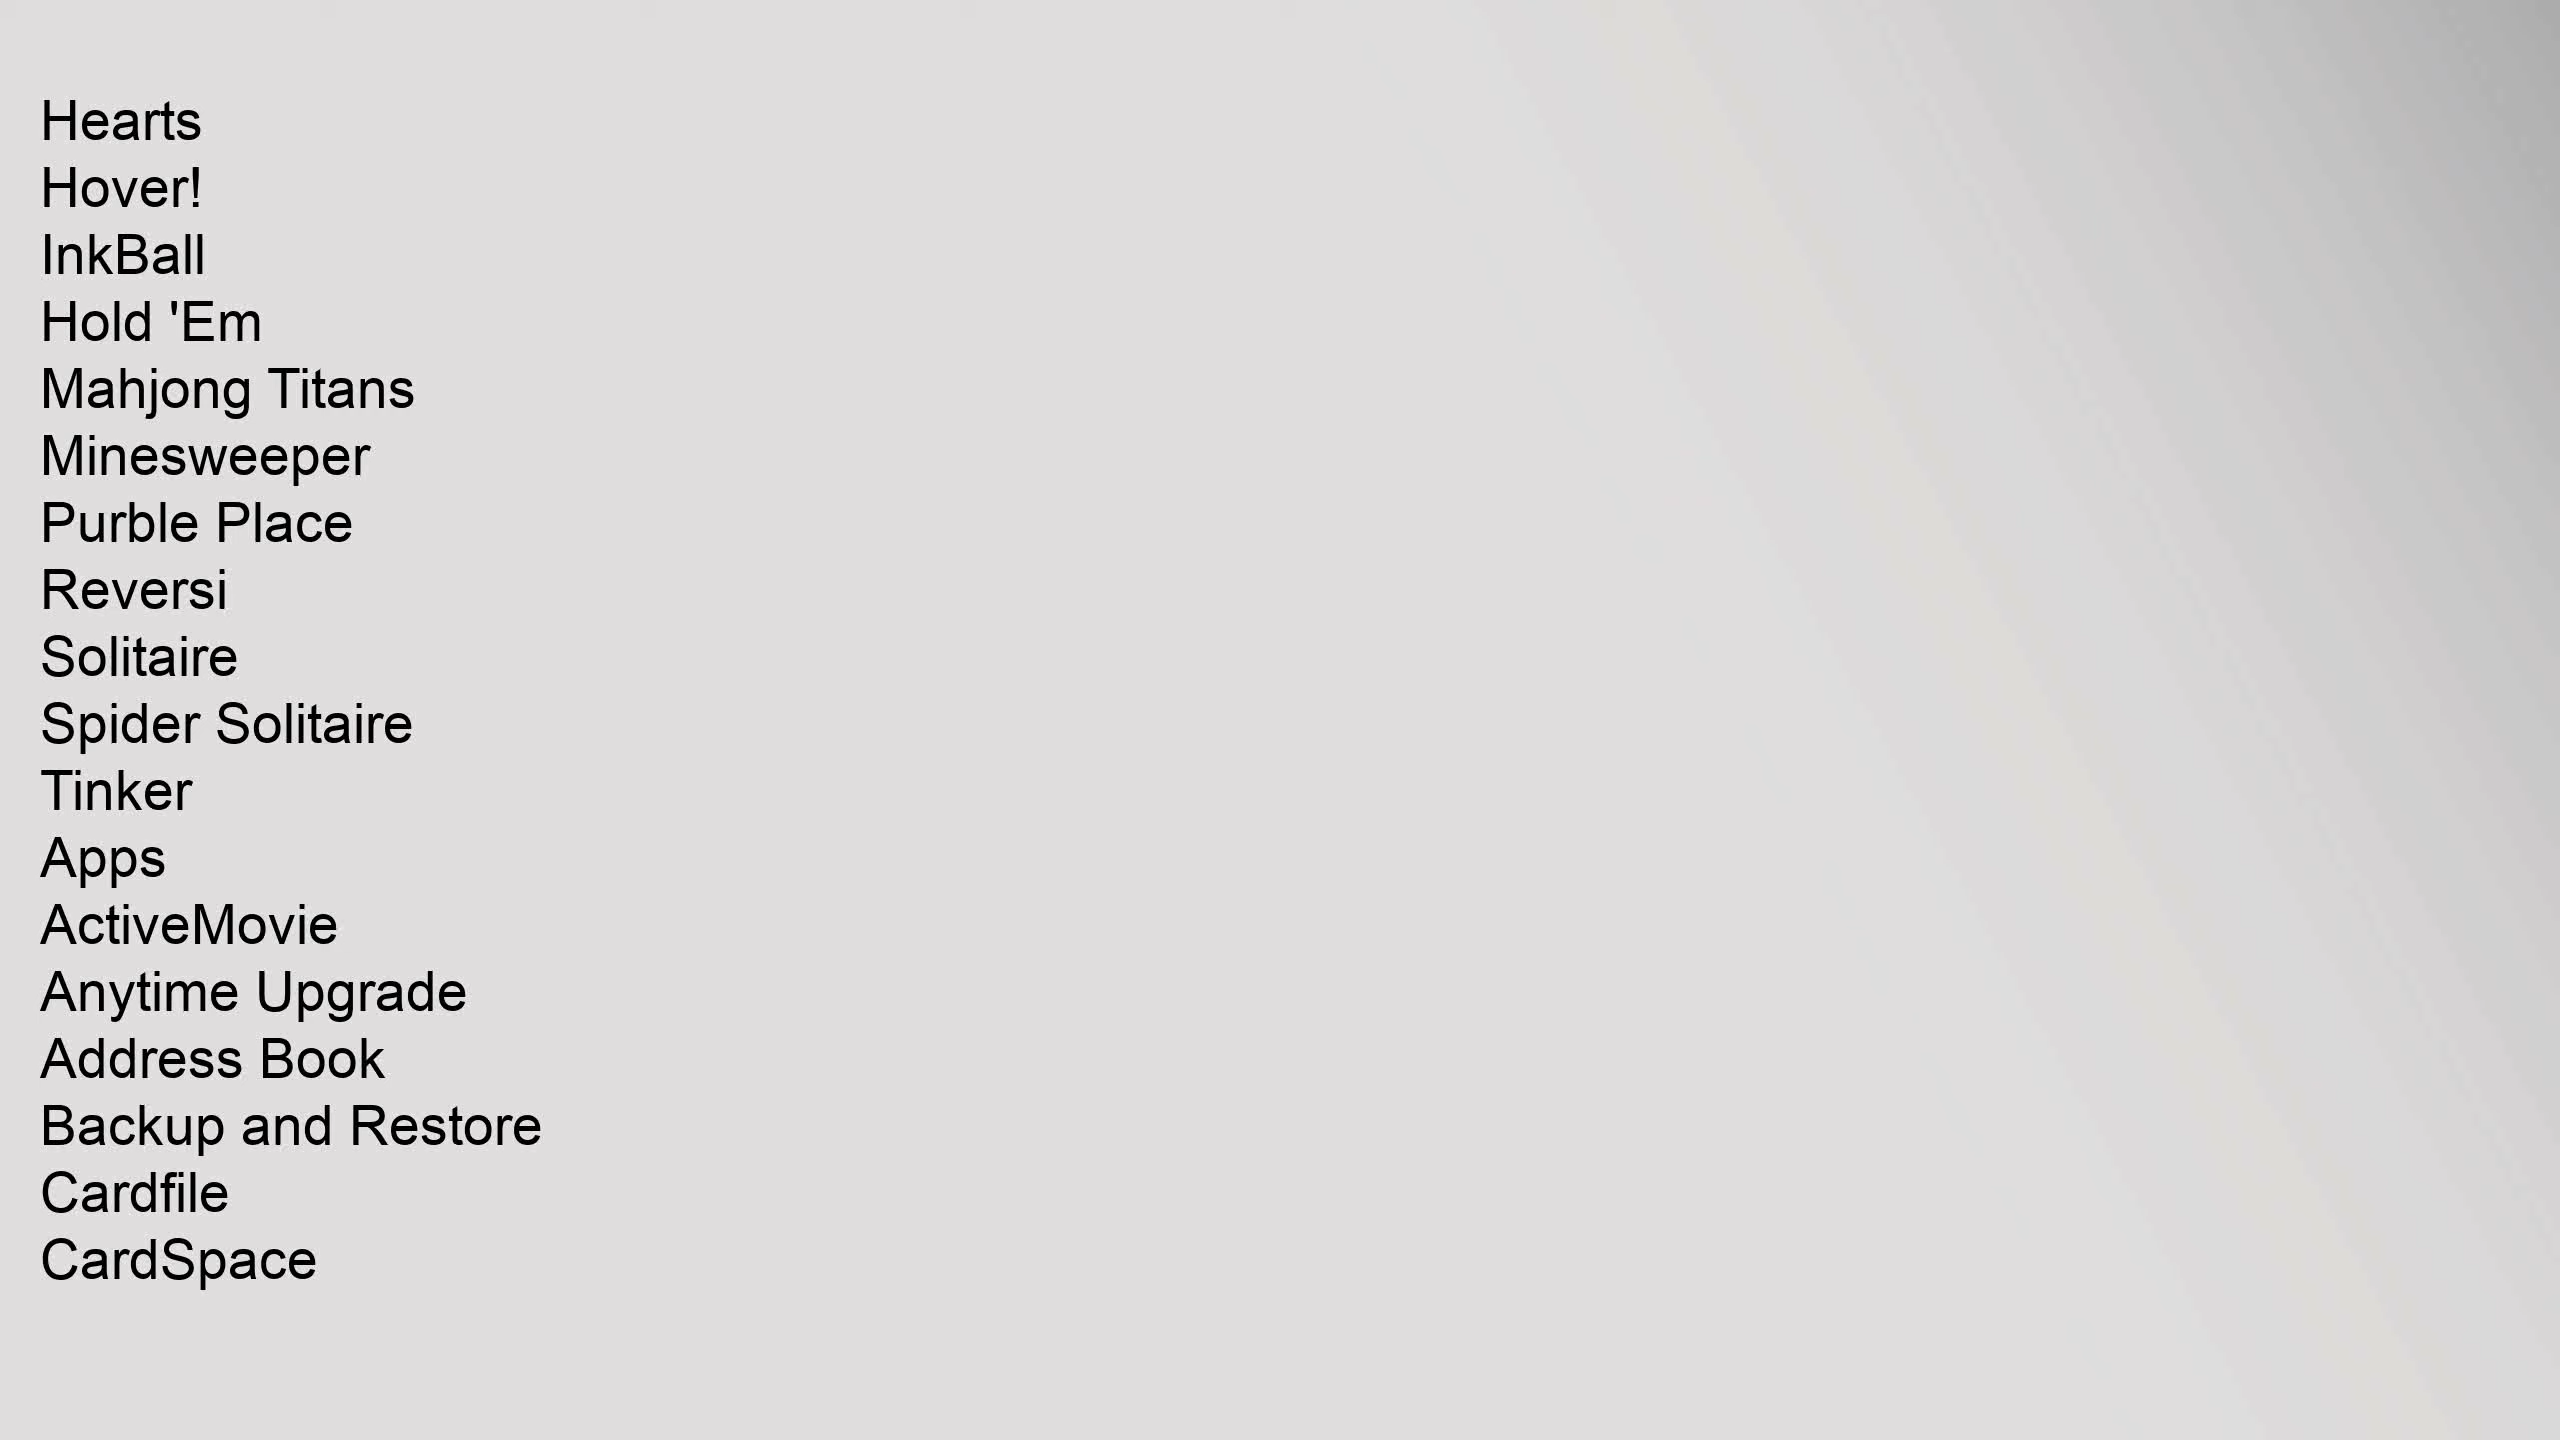 Hearts
Hover!
InkBall
Hold 'Em
Mahjong Titans
Minesweeper
Purble Place
Reversi
Solitaire
Spider Solitaire
Tinker
Apps
ActiveMovie
Anytime Upgrade
Address Book
Backup and Restore
Cardfile
CardSpace